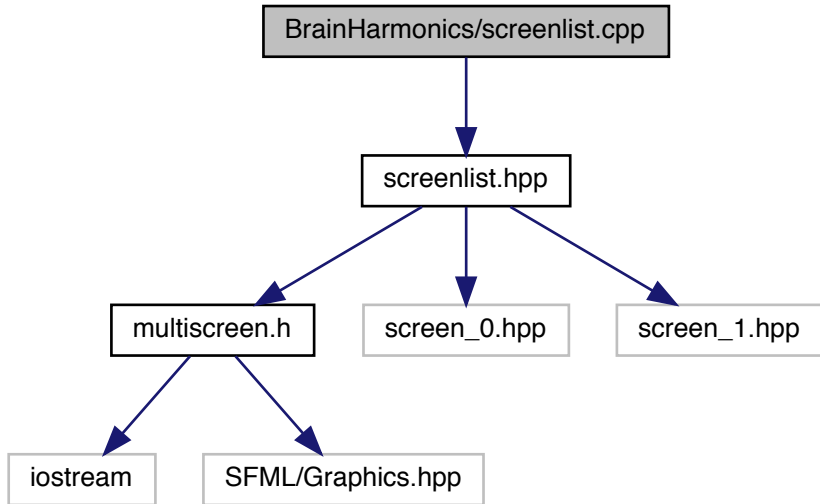 BrainHarmonics/screenlist.cpp
screenlist.hpp
multiscreen.h
screen_0.hpp
screen_1.hpp
iostream
SFML/Graphics.hpp